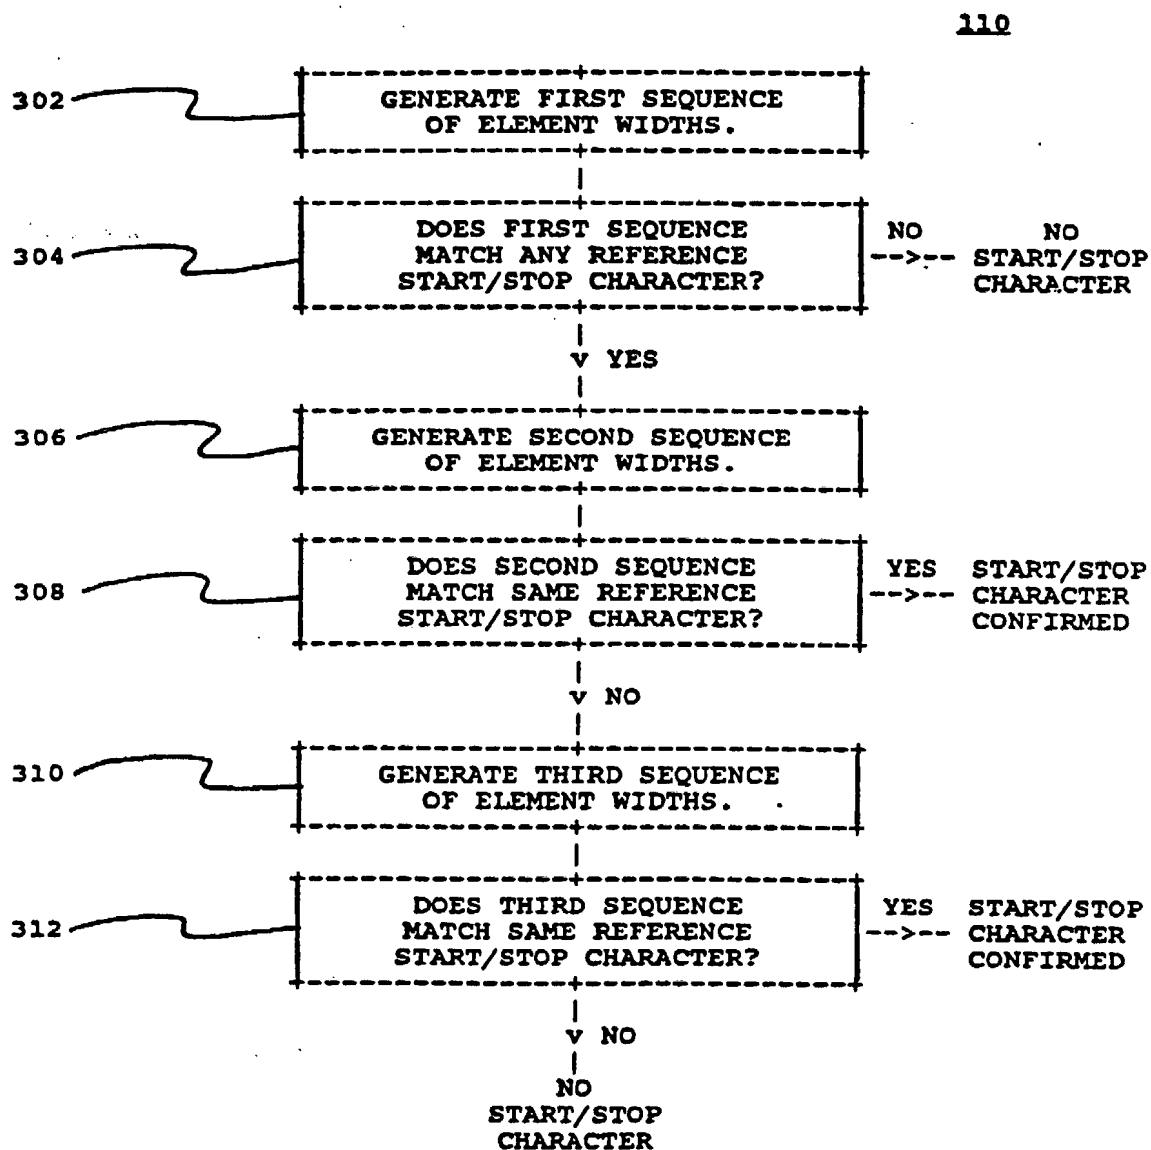 110
302
GENERATE FIRST SEQUENCE
OF ELEMENT WIDTHS.
304
DOES FIRST SEQUENCE
MATCH ANY REFERENCE
START/STOP CHARACTER?
NO
-->--
NO
START/STOP
CHARACTER
v YES
306
GENERATE SECOND SEQUENCE
OF ELEMENT WIDTHS.
308
DOES SECOND SEQUENCE
MATCH SAME REFERENCE
START/STOP CHARACTER?
YES
-->--
START/STOP
CHARACTER
CONFIRMED
v NO
310
GENERATE THIRD SEQUENCE
OF ELEMENT WIDTHS.
312
DOES THIRD SEQUENCE
MATCH SAME REFERENCE
START/STOP CHARACTER?
YES
-->--
START/STOP
CHARACTER
CONFIRMED
v NO
NO
START/STOP
CHARACTER